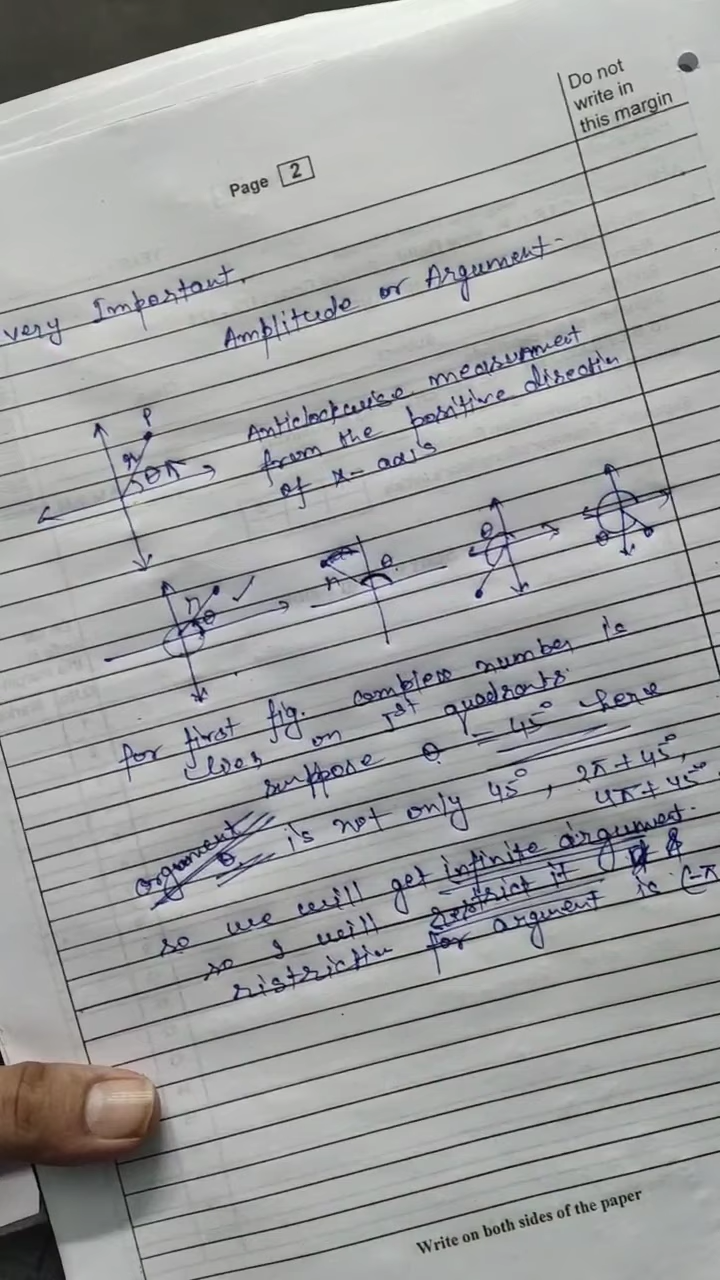 Do not
write in
this margin
Page 2
very Important.
Amplitude or Argument-
P
r
θ
Anticlockwise measurment
from the positive direction
of x-axis
r θ
r θ
θ
θ
for first fig. complex number is
lies on Ist quadrants.
suppose θ = 45° here
argument θ is not only 45°, 2π+45°,
4π+45°
so we will get infinite argument.
so I will restrict it
ristriction for argument is (-π
Write on both sides of the paper